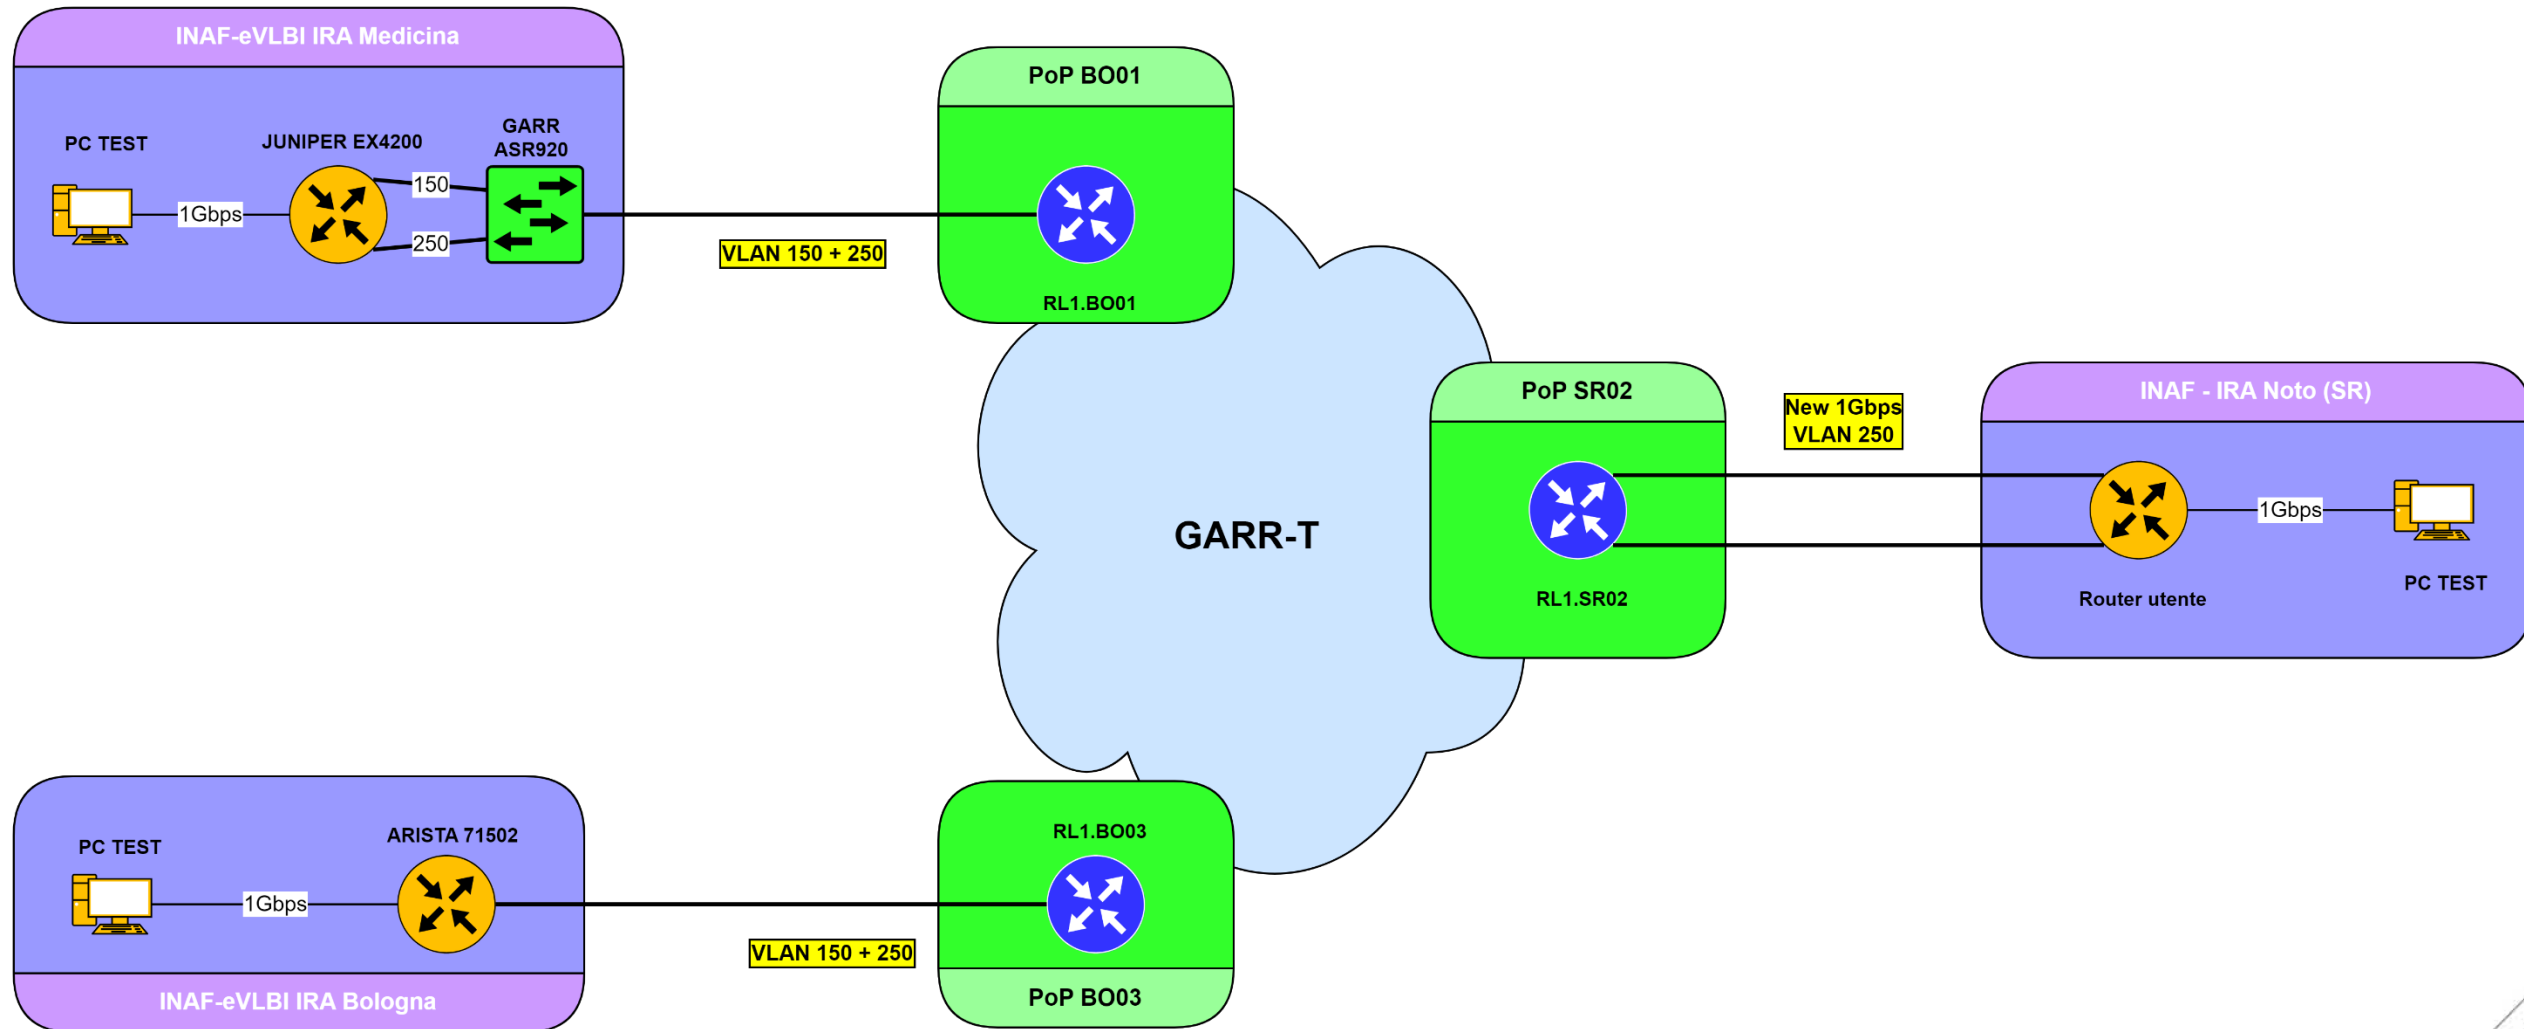 INAF-eVLBI IRA Medicina
PC TEST
JUNIPER EX4200
GARR
ASR920
1Gbps
150
250
VLAN 150 + 250
PoP BO01
RL1.BO01
GARR-T
PoP SR02
RL1.SR02
New 1Gbps
VLAN 250
INAF - IRA Noto (SR)
Router utente
1Gbps
PC TEST
PC TEST
ARISTA 71502
1Gbps
INAF-eVLBI IRA Bologna
VLAN 150 + 250
RL1.BO03
PoP BO03